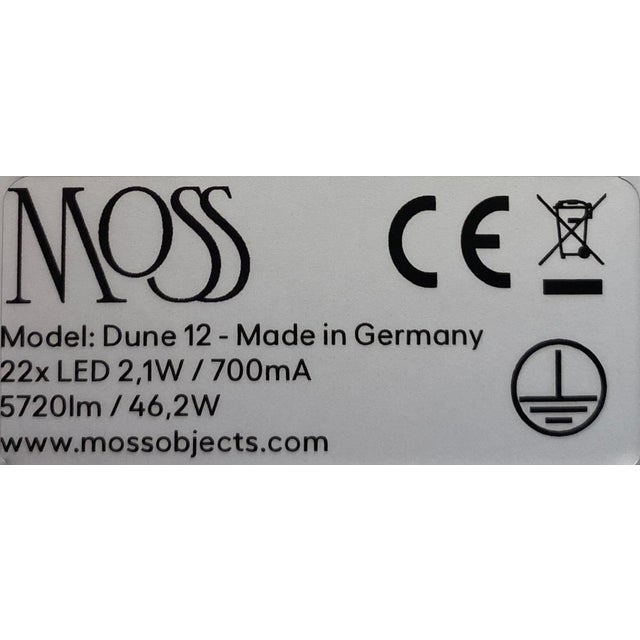 MOSS
CE
Model: Dune 12 - Made in Germany
22x LED 2,1W / 700mA
5720lm / 46,2W
www.mossobjects.com